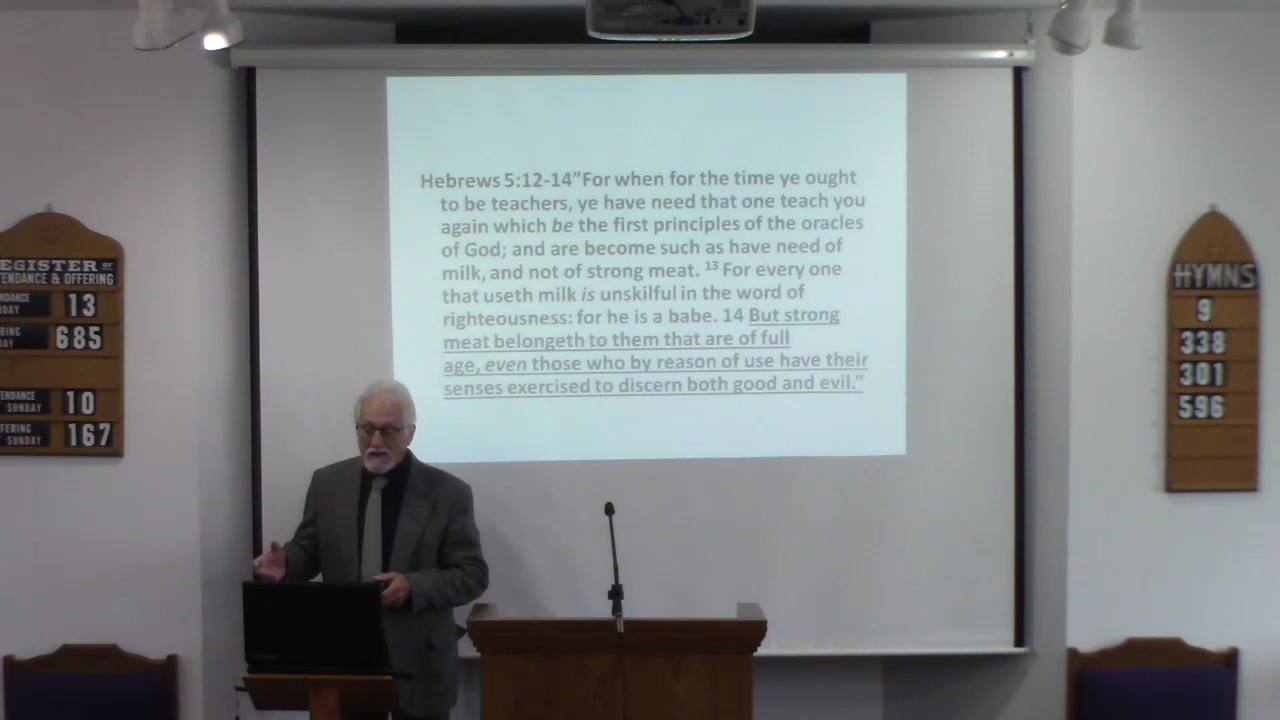 Hebrews 5:12-14"For when for the time ye ought
to be teachers, ye have need that one teach you
again which be the first principles of the oracles
of God; and are become such as have need of
milk, and not of strong meat. 13 For every one
that useth milk is unskilful in the word of
righteousness: for he is a babe. 14 But strong
meat belongeth to them that are of full
age, even those who by reason of use have their
senses exercised to discern both good and evil."
EGISTER OF
TENDANCE & OFFERING
NDANCE
DAY
13
RING
AY
685
TENDANCE
SUNDAY
10
FERING
SUNDAY
167
HYMNS
9
338
301
596